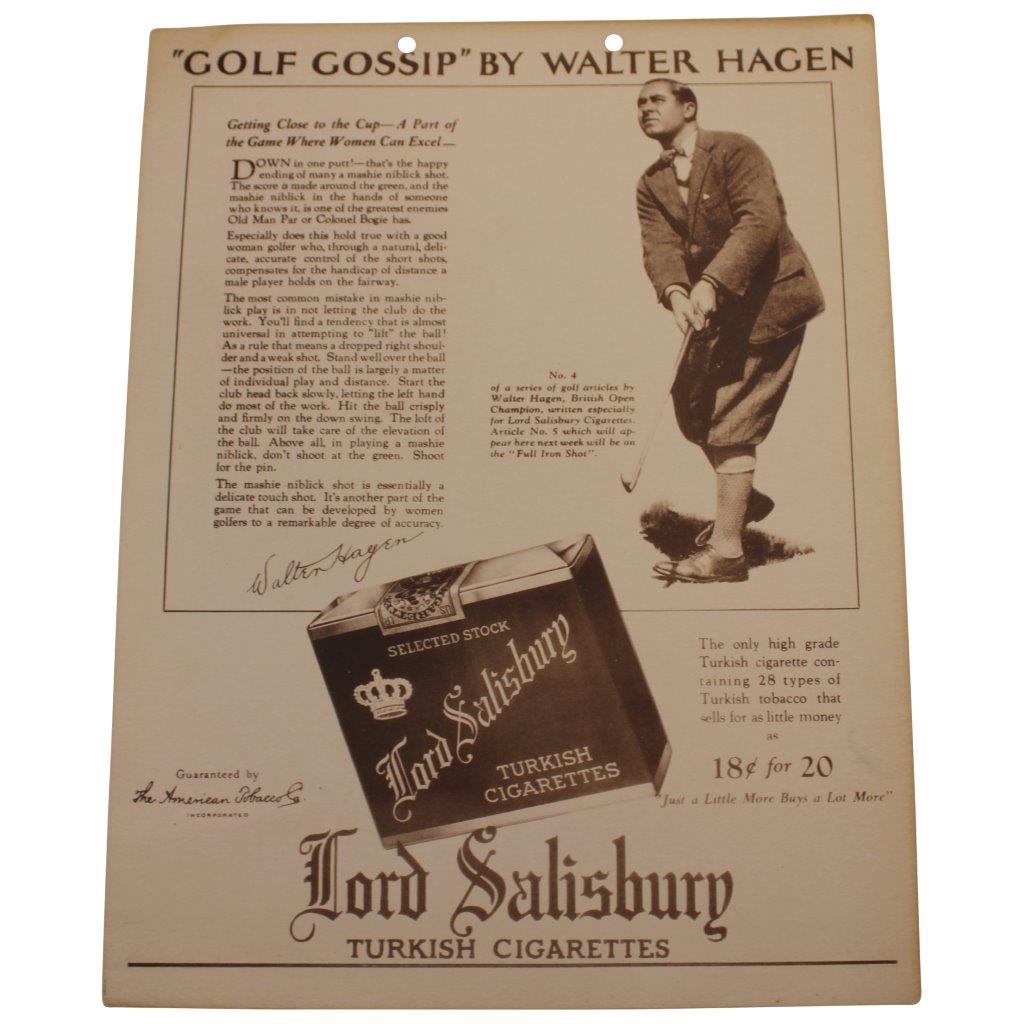 "GOLF GOSSIP" BY WALTER HAGEN
Getting Close to the Cup—A Part of
the Game Where Women Can Excel—
DOWN in one putt!—that's the happy
ending of many a mashie niblick shot.
The score is made around the green, and the
mashie niblick in the hands of someone
who knows it, is one of the greatest enemies
Old Man Par or Colonel Bogie has.
Especially does this hold true with a good
woman golfer who, through a natural, deli-
cate, accurate control of the short shots,
compensates for the handicap of distance a
male player holds on the fairway.
The most common mistake in mashie nib-
lick play is in not letting the club do the
work. You'll find a tendency that is almost
universal in attempting to "lift" the ball!
As a rule that means a dropped right shoul-
der and a weak shot. Stand well over the ball
—the position of the ball is largely a matter
of individual play and distance. Start the
club head back slowly, letting the left hand
do most of the work. Hit the ball crisply
and firmly on the down swing. The loft of
the club will take care of the elevation of
the ball. Above all, in playing a mashie
niblick, don't shoot at the green. Shoot
for the pin.
The mashie niblick shot is essentially a
delicate touch shot. It's another part of the
game that can be developed by women
golfers to a remarkable degree of accuracy.
Walter Hagen
No. 4
of a series of golf articles by
Walter Hagen, British Open
Champion, written especially
for Lord Salisbury Cigarettes.
Article No. 5 which will ap-
pear here next week will be on
the "Full Iron Shot".
SELECTED STOCK
Lord Salisbury
TURKISH
CIGARETTES
The only high grade
Turkish cigarette con-
taining 28 types of
Turkish tobacco that
sells for as little money
as
18¢ for 20
"Just a Little More Buys a Lot More"
Guaranteed by
The American Tobacco Co.
INCORPORATED
Lord Salisbury
TURKISH CIGARETTES